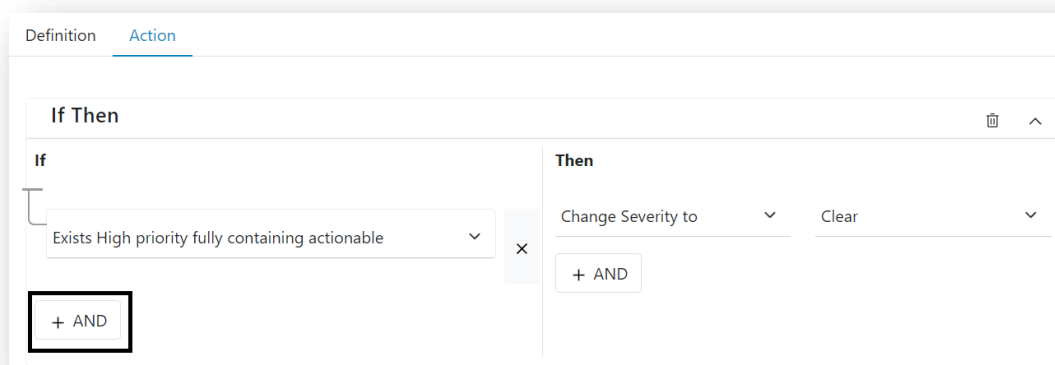 Definition Action
If Then
If
Then
Exists High priority fully containing actionable
Change Severity to
Clear
+ AND
+ AND